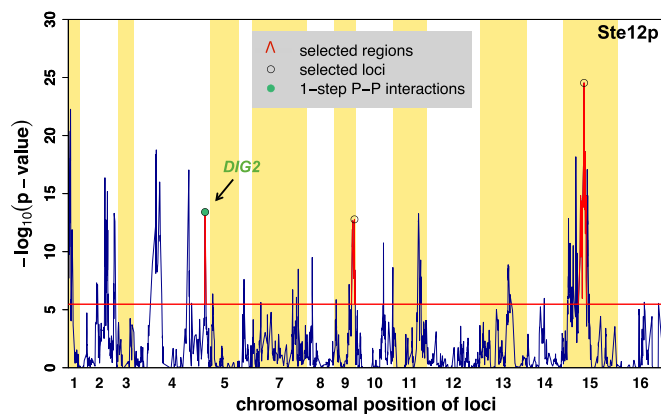 Ste12p
selected regions
selected loci
1−step P−P interactions
DIG2
−log10(p−value)
30
25
20
15
10
5
0
1 2 3 4 5 7 8 9 10 11 12 13 14 15 16
chromosomal position of loci